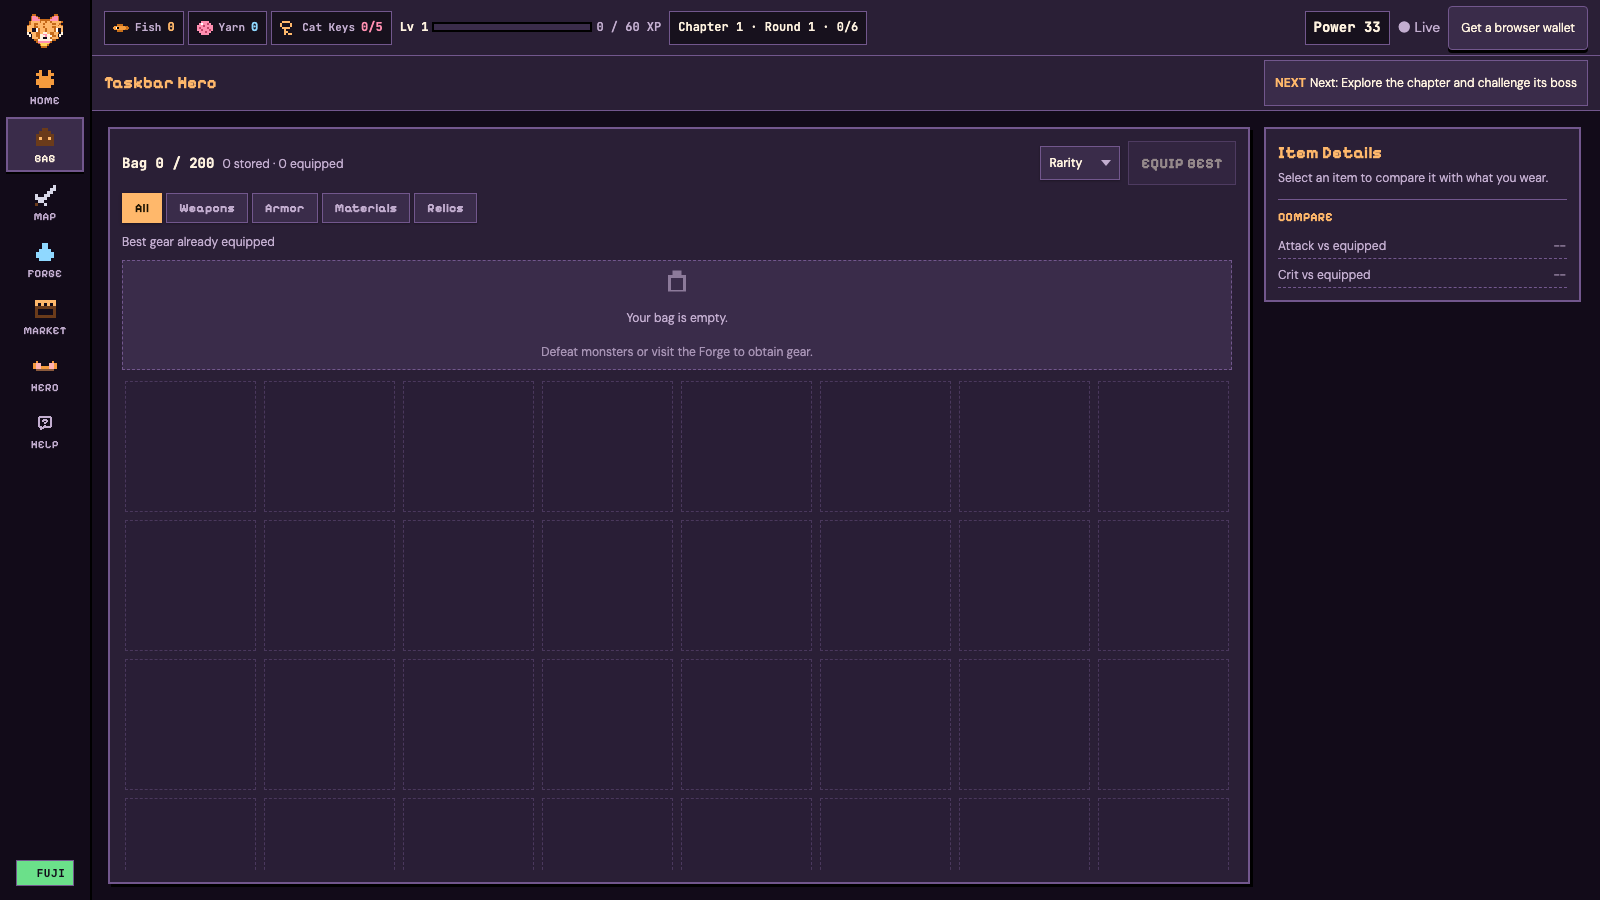 Fish 0
Yarn 0
Cat Keys 0/5
Lv 1
0 / 60 XP
Chapter 1 · Round 1 · 0/6
Power 33
Live
Get a browser wallet
Taskbar Hero
NEXT Next: Explore the chapter and challenge its boss
HOME
BAG
MAP
FORGE
MARKET
HERO
HELP
FUJI
Bag 0 / 200 0 stored · 0 equipped
Rarity
EQUIP BEST
All
Weapons
Armor
Materials
Relics
Best gear already equipped
Your bag is empty.
Defeat monsters or visit the Forge to obtain gear.
Item Details
Select an item to compare it with what you wear.
COMPARE
Attack vs equipped —
Crit vs equipped —